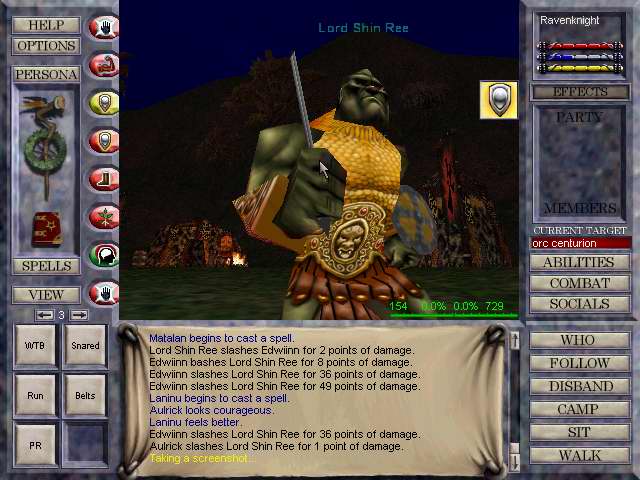 HELP
OPTIONS
PERSONA
SPELLS
VIEW
3
WTB
Snared
Run
Belts
PR
Lord Shin Ree
154 0.0% 0.0% 729
Matalan begins to cast a spell.
Lord Shin Ree slashes Edwiinn for 2 points of damage.
Edwiinn bashes Lord Shin Ree for 8 points of damage.
Edwiinn slashes Lord Shin Ree for 36 points of damage.
Edwiinn slashes Lord Shin Ree for 49 points of damage.
Laninu begins to cast a spell.
Aulrick looks courageous.
Laninu feels better.
Edwiinn slashes Lord Shin Ree for 36 points of damage.
Aulrick slashes Lord Shin Ree for 1 point of damage.
Taking a screenshot...
Ravenknight
EFFECTS
PARTY
MEMBERS
CURRENT TARGET
orc centurion
ABILITIES
COMBAT
SOCIALS
WHO
FOLLOW
DISBAND
CAMP
SIT
WALK